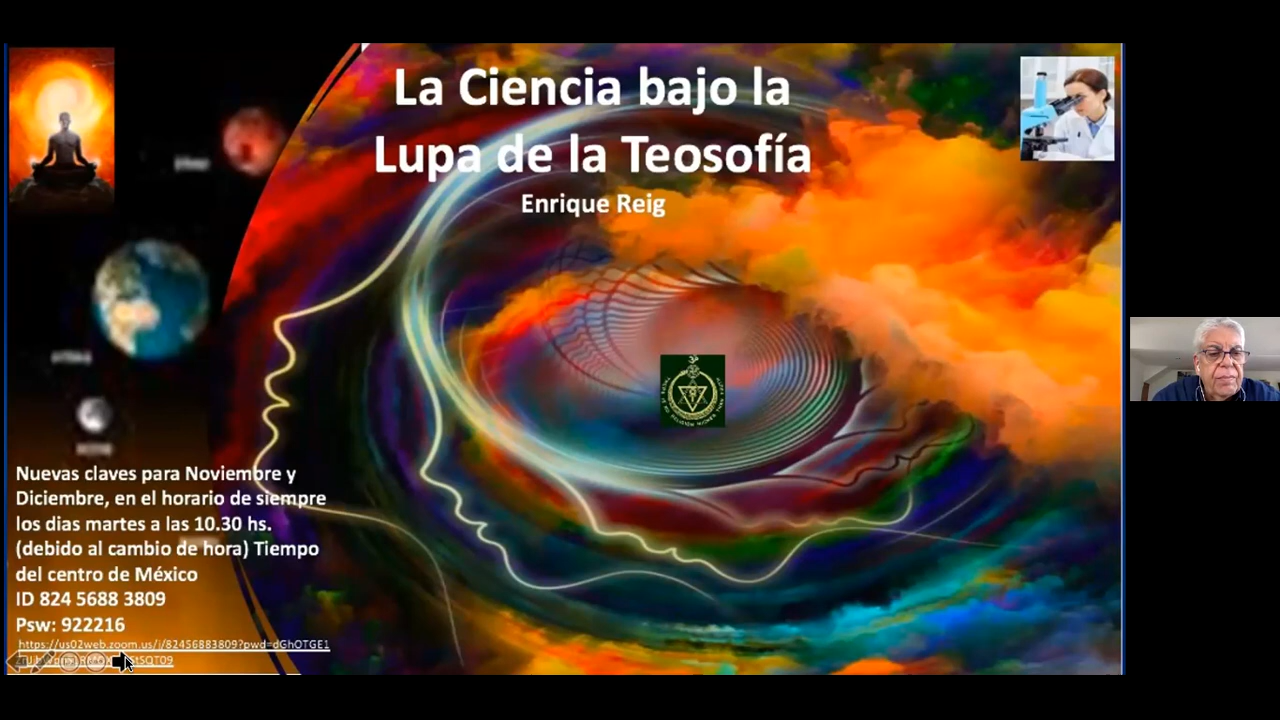 La Ciencia bajo la
Lupa de la Teosofía
Enrique Reig
Nuevas claves para Noviembre y
Diciembre, en el horario de siempre
los dias martes a las 10.30 hs.
(debido al cambio de hora) Tiempo
del centro de México
ID 824 5688 3809
Psw: 922216
https://us02web.zoom.us/j/82456883809?pwd=dGhOTGE1